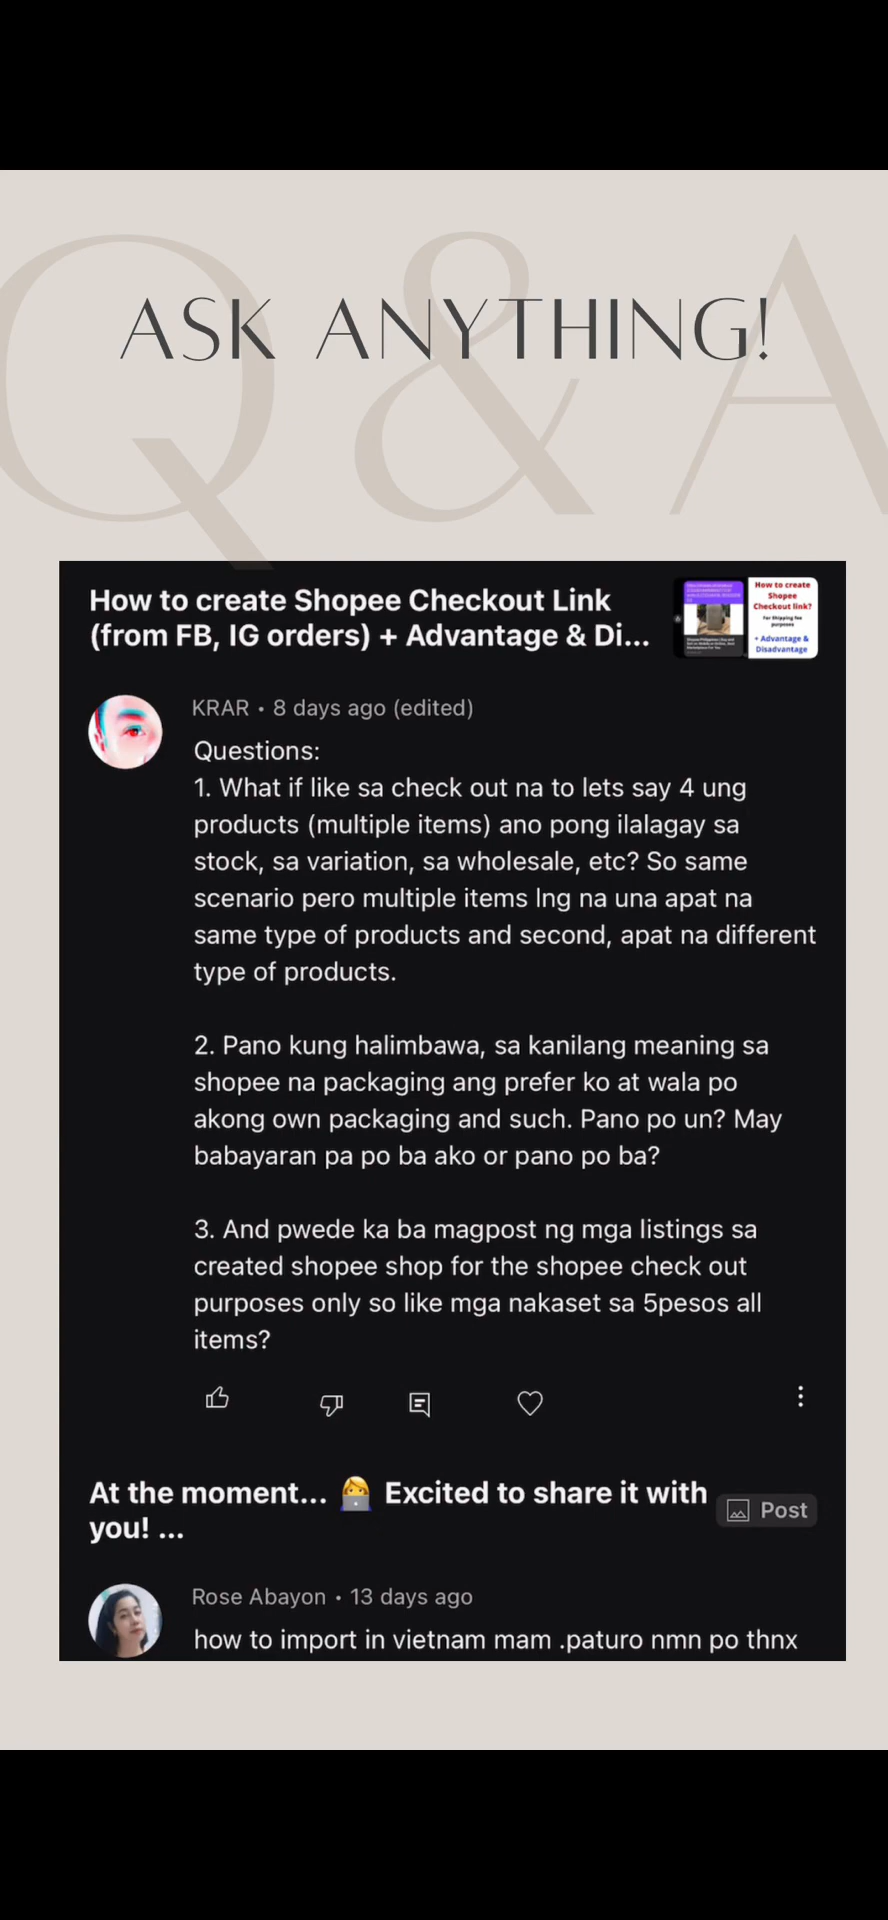 Q & A
ASK ANYTHING!
How to create Shopee Checkout Link
(from FB, IG orders) + Advantage & Di...
How to create
Shopee
Checkout link?
For Shipping fee
purposes
+ Advantage &
Disadvantage
KRAR • 8 days ago (edited)
Questions:
1. What if like sa check out na to lets say 4 ung
products (multiple items) ano pong ilalagay sa
stock, sa variation, sa wholesale, etc? So same
scenario pero multiple items lng na una apat na
same type of products and second, apat na different
type of products.
2. Pano kung halimbawa, sa kanilang meaning sa
shopee na packaging ang prefer ko at wala po
akong own packaging and such. Pano po un? May
babayaran pa po ba ako or pano po ba?
3. And pwede ka ba magpost ng mga listings sa
created shopee shop for the shopee check out
purposes only so like mga nakaset sa 5pesos all
items?
At the moment... Excited to share it with
you! ...
Post
Rose Abayon • 13 days ago
how to import in vietnam mam .paturo nmn po thnx